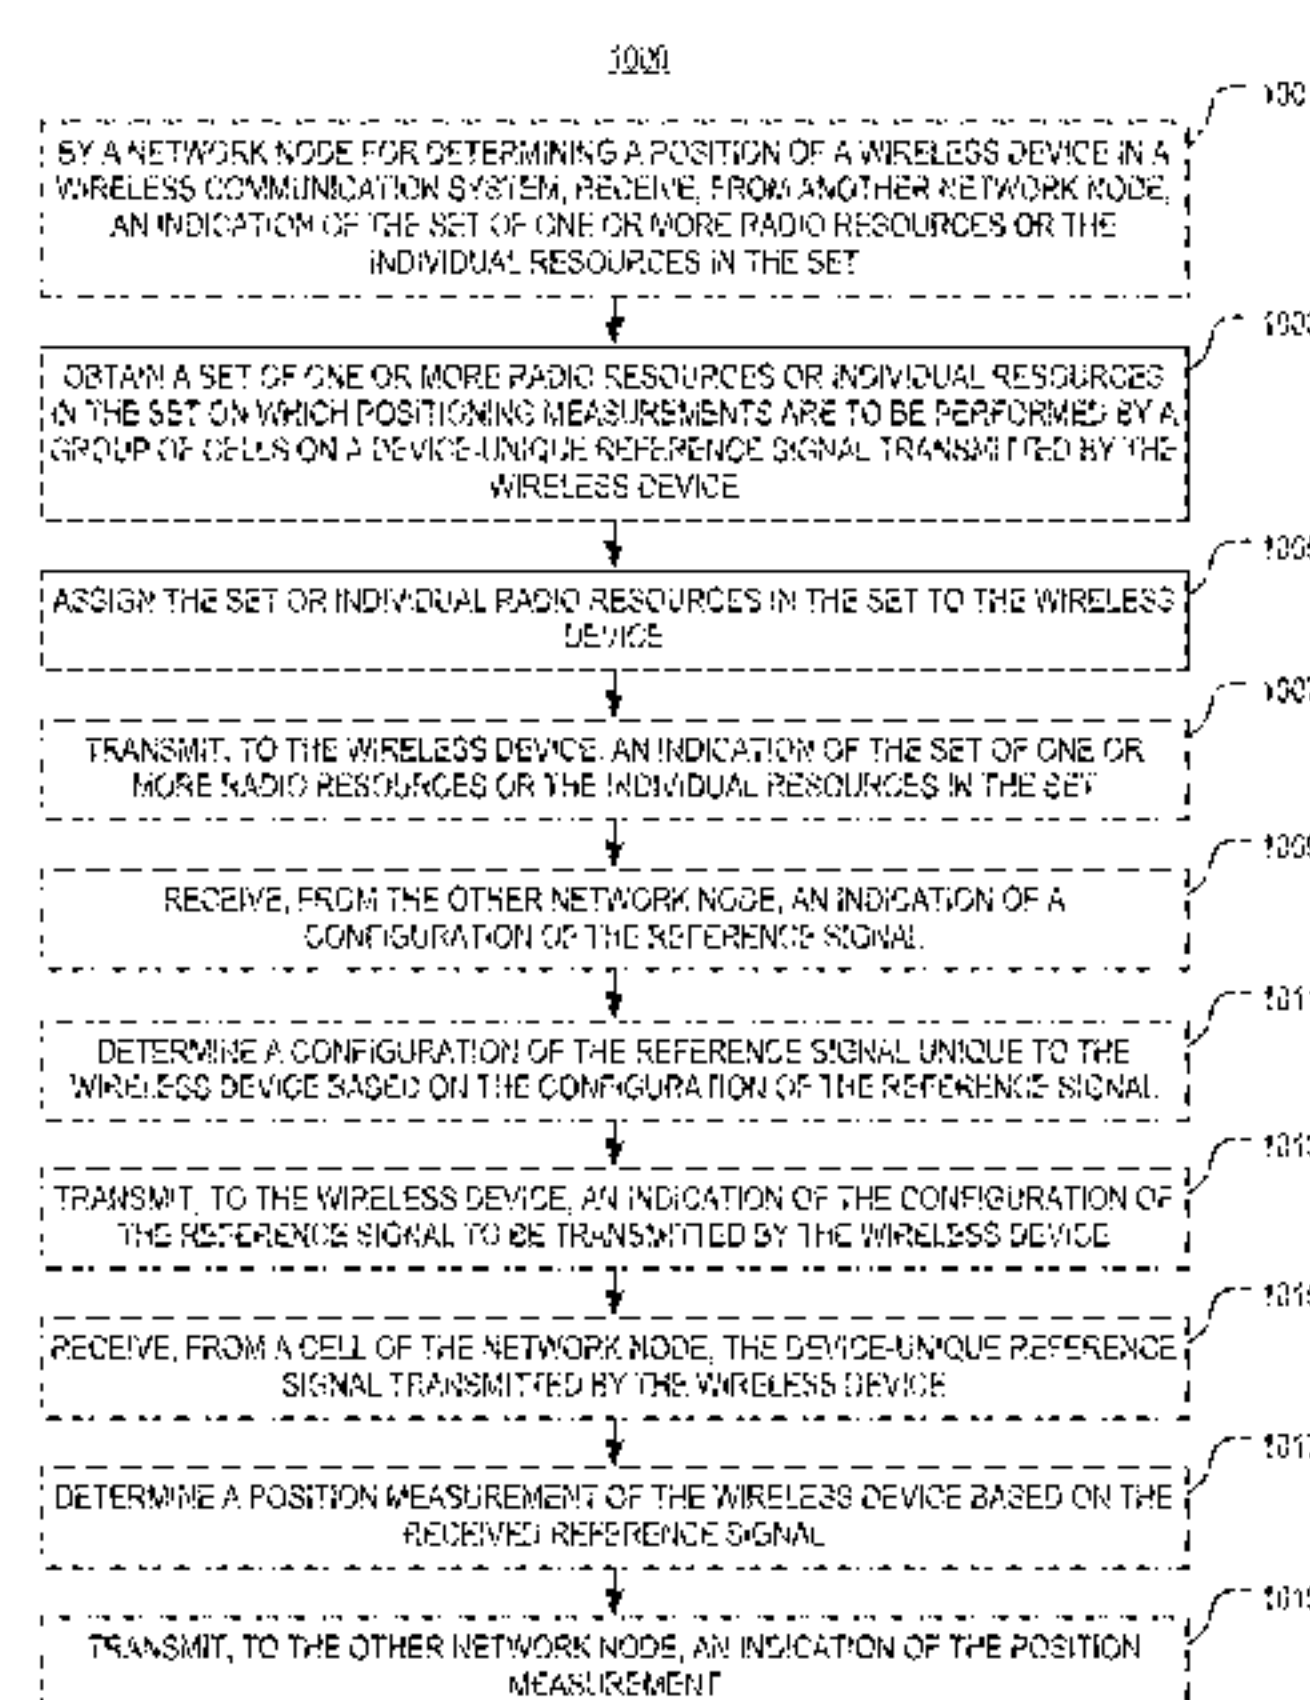 1000
BY A NETWORK NODE FOR DETERMINING A POSITION OF A WIRELESS DEVICE IN A
WIRELESS COMMUNICATION SYSTEM, RECEIVE, FROM ANOTHER NETWORK NODE,
AN INDICATION OF THE SET OF ONE OR MORE RADIO RESOURCES OR THE
INDIVIDUAL RESOURCES IN THE SET
OBTAIN A SET OF ONE OR MORE RADIO RESOURCES OR INDIVIDUAL RESOURCES
IN THE SET ON WHICH POSITIONING MEASUREMENTS ARE TO BE PERFORMED BY A
GROUP OF CELLS ON A DEVICE-UNIQUE REFERENCE SIGNAL TRANSMITTED BY THE
WIRELESS DEVICE
ASSIGN THE SET OR INDIVIDUAL RADIO RESOURCES IN THE SET TO THE WIRELESS
DEVICE
TRANSMIT, TO THE WIRELESS DEVICE, AN INDICATION OF THE SET OF ONE OR
MORE RADIO RESOURCES OR THE INDIVIDUAL RESOURCES IN THE SET
RECEIVE, FROM THE OTHER NETWORK NODE, AN INDICATION OF A
CONFIGURATION OF THE REFERENCE SIGNAL
DETERMINE A CONFIGURATION OF THE REFERENCE SIGNAL UNIQUE TO THE
WIRELESS DEVICE BASED ON THE CONFIGURATION OF THE REFERENCE SIGNAL
TRANSMIT, TO THE WIRELESS DEVICE, AN INDICATION OF THE CONFIGURATION OF
THE REFERENCE SIGNAL TO BE TRANSMITTED BY THE WIRELESS DEVICE
RECEIVE, FROM A CELL OF THE NETWORK NODE, THE DEVICE-UNIQUE REFERENCE
SIGNAL TRANSMITTED BY THE WIRELESS DEVICE
1017
DETERMINE A POSITION MEASUREMENT OF THE WIRELESS DEVICE BASED ON THE
RECEIVED REFERENCE SIGNAL
TRANSMIT, TO THE OTHER NETWORK NODE, AN INDICATION OF THE POSITION
MEASUREMENT